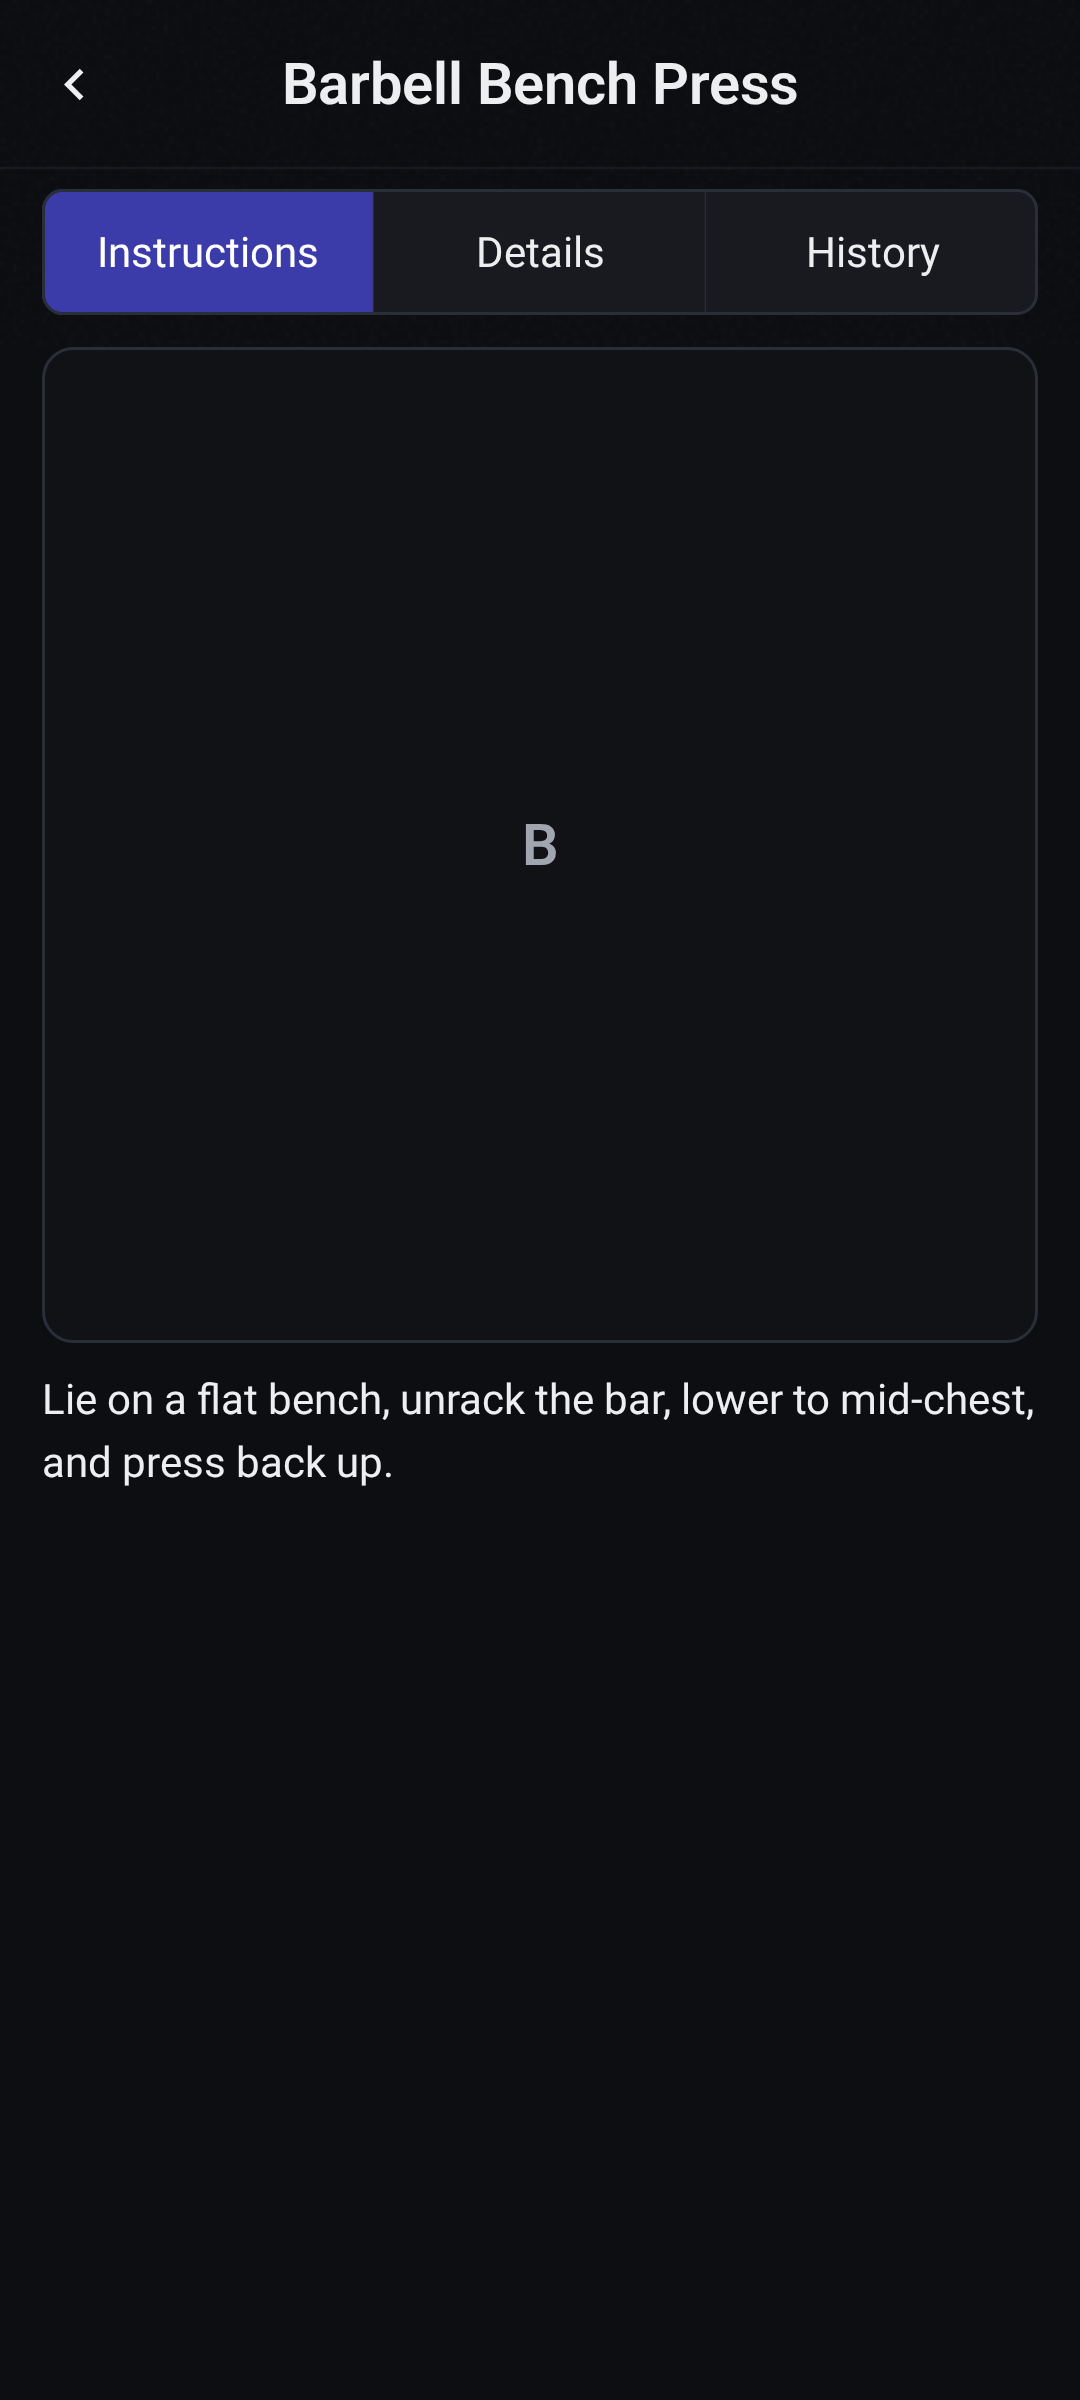 Barbell Bench Press
Instructions
Details
History
B
Lie on a flat bench, unrack the bar, lower to mid-chest,
and press back up.